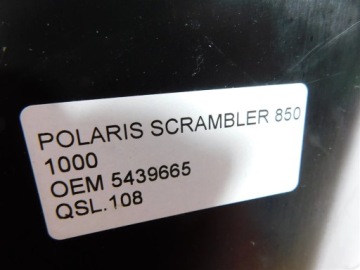 POLARIS SCRAMBLER 850
1000
OEM 5439665
QSL.108